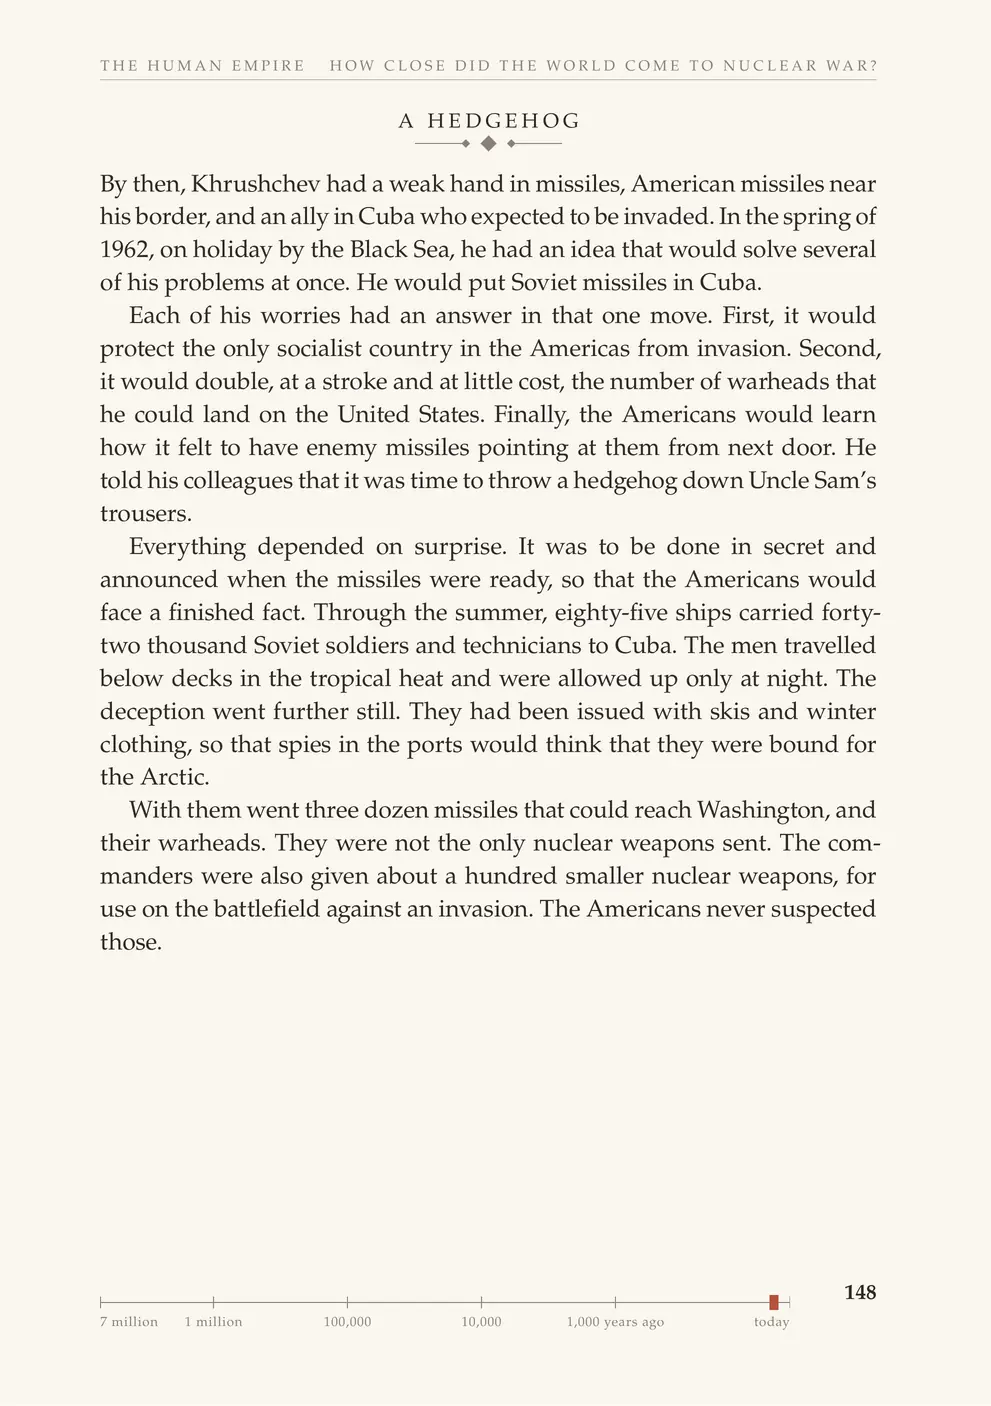 THE HUMAN EMPIRE HOW CLOSE DID THE WORLD COME TO NUCLEAR WAR?
A HEDGEHOG
By then, Khrushchev had a weak hand in missiles, American missiles near
his border, and an ally in Cuba who expected to be invaded. In the spring of
1962, on holiday by the Black Sea, he had an idea that would solve several
of his problems at once. He would put Soviet missiles in Cuba.
Each of his worries had an answer in that one move. First, it would
protect the only socialist country in the Americas from invasion. Second,
it would double, at a stroke and at little cost, the number of warheads that
he could land on the United States. Finally, the Americans would learn
how it felt to have enemy missiles pointing at them from next door. He
told his colleagues that it was time to throw a hedgehog down Uncle Sam’s
trousers.
Everything depended on surprise. It was to be done in secret and
announced when the missiles were ready, so that the Americans would
face a finished fact. Through the summer, eighty-five ships carried forty-
two thousand Soviet soldiers and technicians to Cuba. The men travelled
below decks in the tropical heat and were allowed up only at night. The
deception went further still. They had been issued with skis and winter
clothing, so that spies in the ports would think that they were bound for
the Arctic.
With them went three dozen missiles that could reach Washington, and
their warheads. They were not the only nuclear weapons sent. The com-
manders were also given about a hundred smaller nuclear weapons, for
use on the battlefield against an invasion. The Americans never suspected
those.
148
7 million 1 million 100,000 10,000 1,000 years ago today